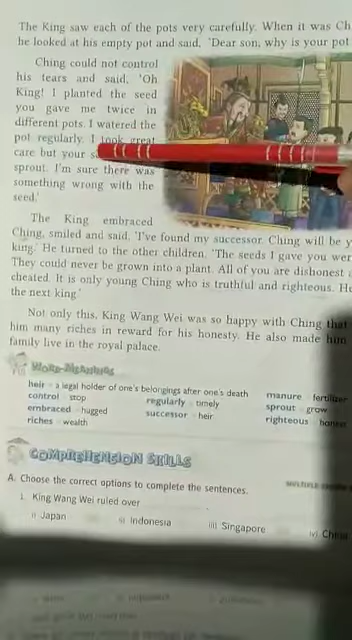 The King saw each of the pots very carefully. When it was Ch
he looked at his empty pot and said, 'Dear son, why is your pot
Ching could not control
his tears and said, 'Oh
King! I planted the seed
you gave me twice in
different pots. I watered the
pot regularly. I took great
care but your
sprout. I'm sure there was
something wrong with the
seed.'
The King embraced
Ching, smiled and said, 'I've found my successor. Ching will be y
king.' He turned to the other children, 'The seeds I gave you wer
They could never be grown into a plant. All of you are dishonest
cheated. It is only young Ching who is truthful and righteous. He
the next king.'
Not only this, King Wang Wei was so happy with Ching that
him many riches in reward for his honesty. He also made him
family live in the royal palace.
WORD-MEANINGS
heir - a legal holder of one's belongings after one's death
manure - fertilizer
control - stop
regularly - timely
sprout - grow
embraced - hugged
successor - heir
righteous - honest
riches - wealth
COMPREHENSION SKILLS
A. Choose the correct options to complete the sentences.
MULTIPLE
1. King Wang Wei ruled over
i) Japan
ii) Indonesia
iii) Singapore
iv) China